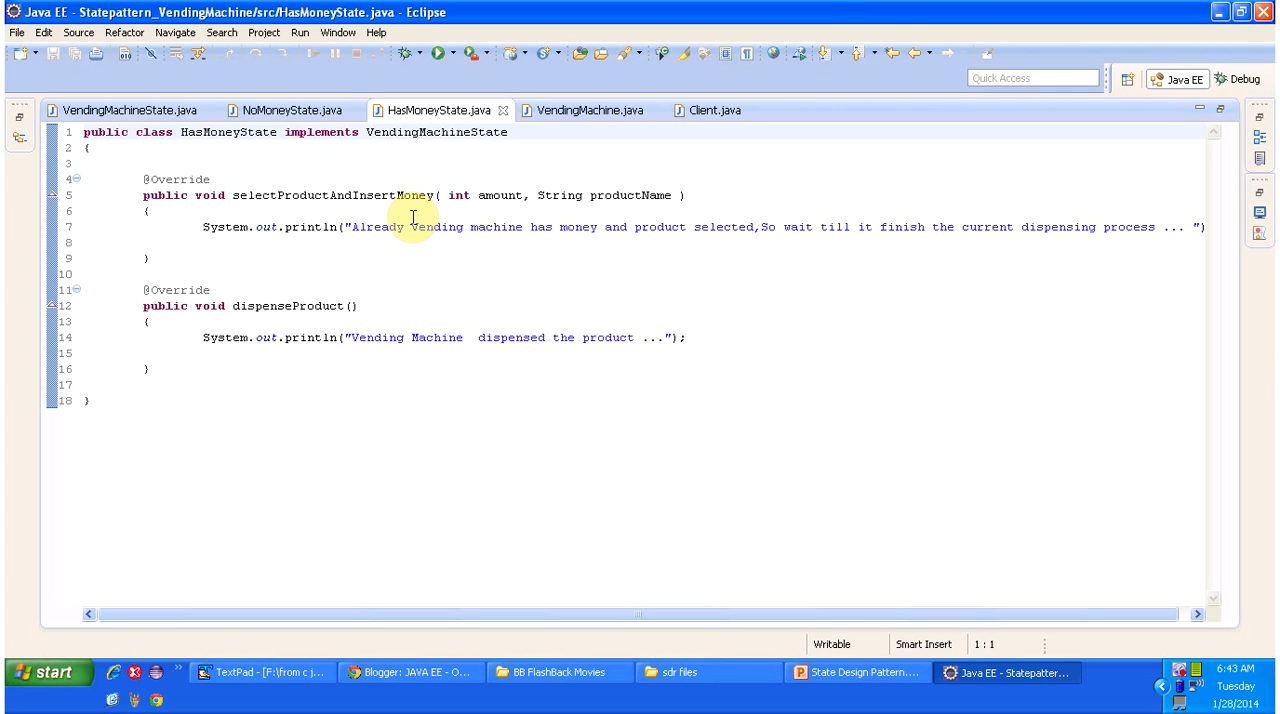 Java EE - Statepattern_VendingMachine/src/HasMoneyState.java - Eclipse
File Edit Source Refactor Navigate Search Project Run Window Help
Quick Access Java EE Debug
VendingMachineState.java NoMoneyState.java HasMoneyState.java VendingMachine.java Client.java
1 public class HasMoneyState implements VendingMachineState
2 {
3
4 @Override
5 public void selectProductAndInsertMoney( int amount, String productName )
6 {
7 System.out.println("Already Vending machine has money and product selected,So wait till it finish the current dispensing process ... ")
8
9 }
10
11 @Override
12 public void dispenseProduct()
13 {
14 System.out.println("Vending Machine  dispensed the product ...");
15
16 }
17
18 }
Writable Smart Insert 1 : 1
start TextPad - [F:\from c j... Blogger: JAVA EE - O... BB FlashBack Movies sdr files State Design Pattern.... Java EE - Statepatter... 6:43 AM
Tuesday
1/28/2014